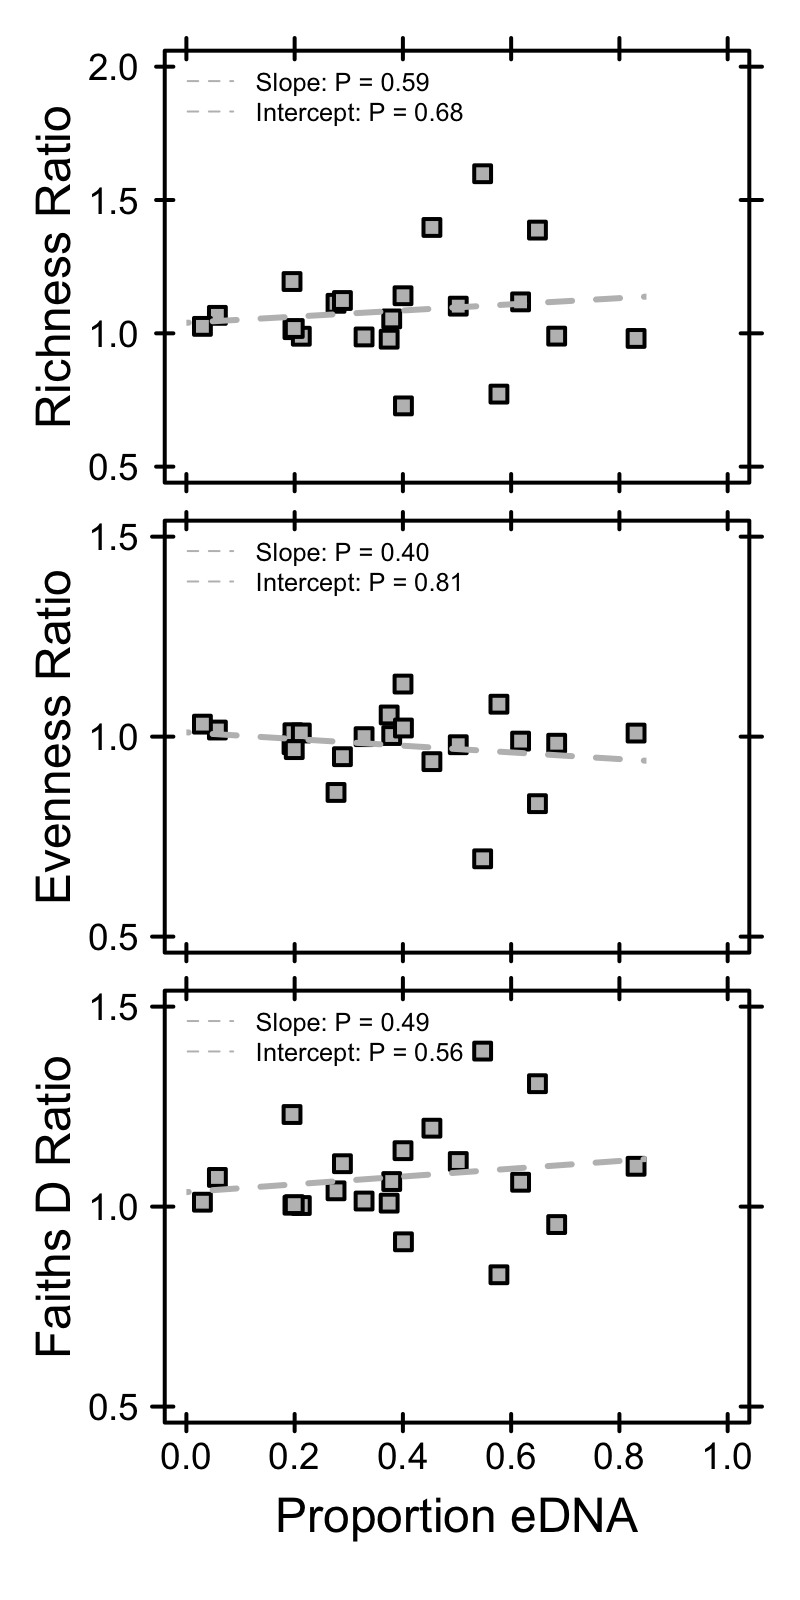 2.0
Slope: P = 0.59
Intercept: P = 0.68
1.5
1.0
0.5
Richness Ratio
1.5
Slope: P = 0.40
Intercept: P = 0.81
1.0
0.5
Evenness Ratio
1.5
Slope: P = 0.49
Intercept: P = 0.56
1.0
0.5
Faiths D Ratio
0.0 0.2 0.4 0.6 0.8 1.0
Proportion eDNA